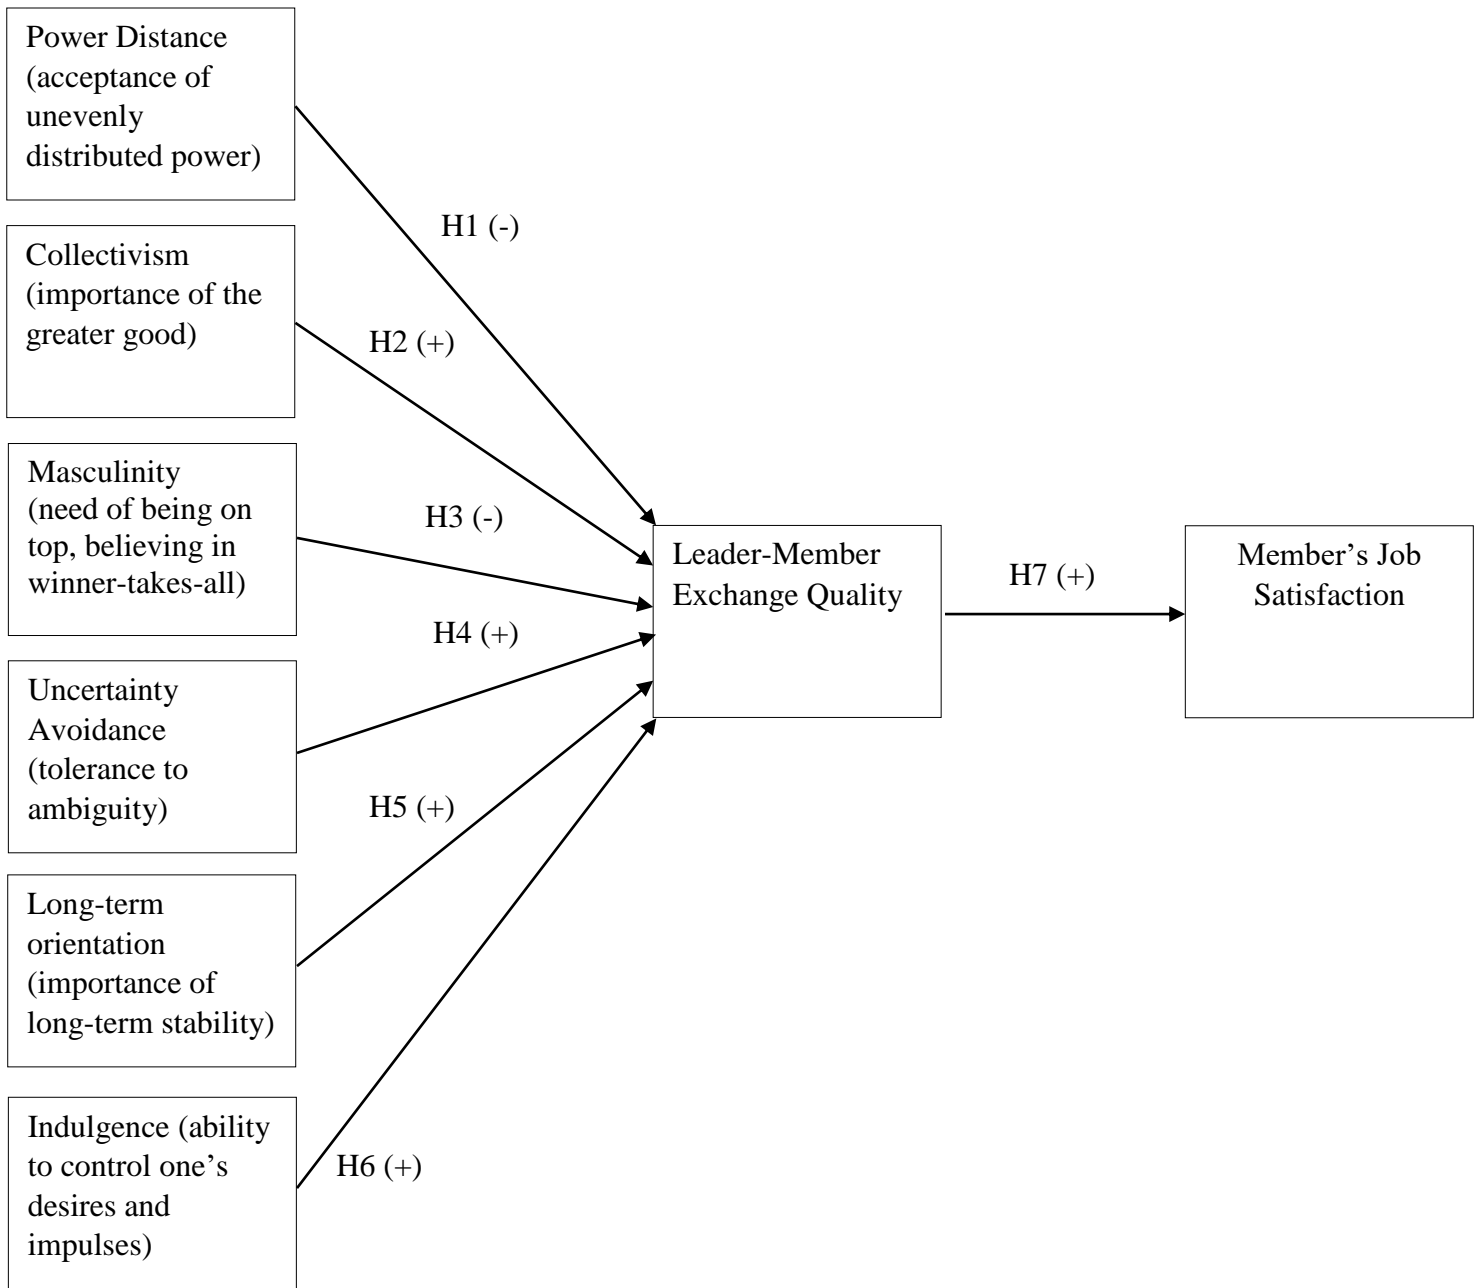 Power Distance
(acceptance of
unevenly
distributed power)
H1 (-)
Collectivism
(importance of the
greater good)
H2 (+)
Masculinity
(need of being on
top, believing in
winner-takes-all)
H3 (-)
Leader-Member
Exchange Quality
H7 (+)
Member’s Job
Satisfaction
H4 (+)
Uncertainty
Avoidance
(tolerance to
ambiguity)
H5 (+)
Long-term
orientation
(importance of
long-term stability)
Indulgence (ability
to control one’s
desires and
impulses)
H6 (+)